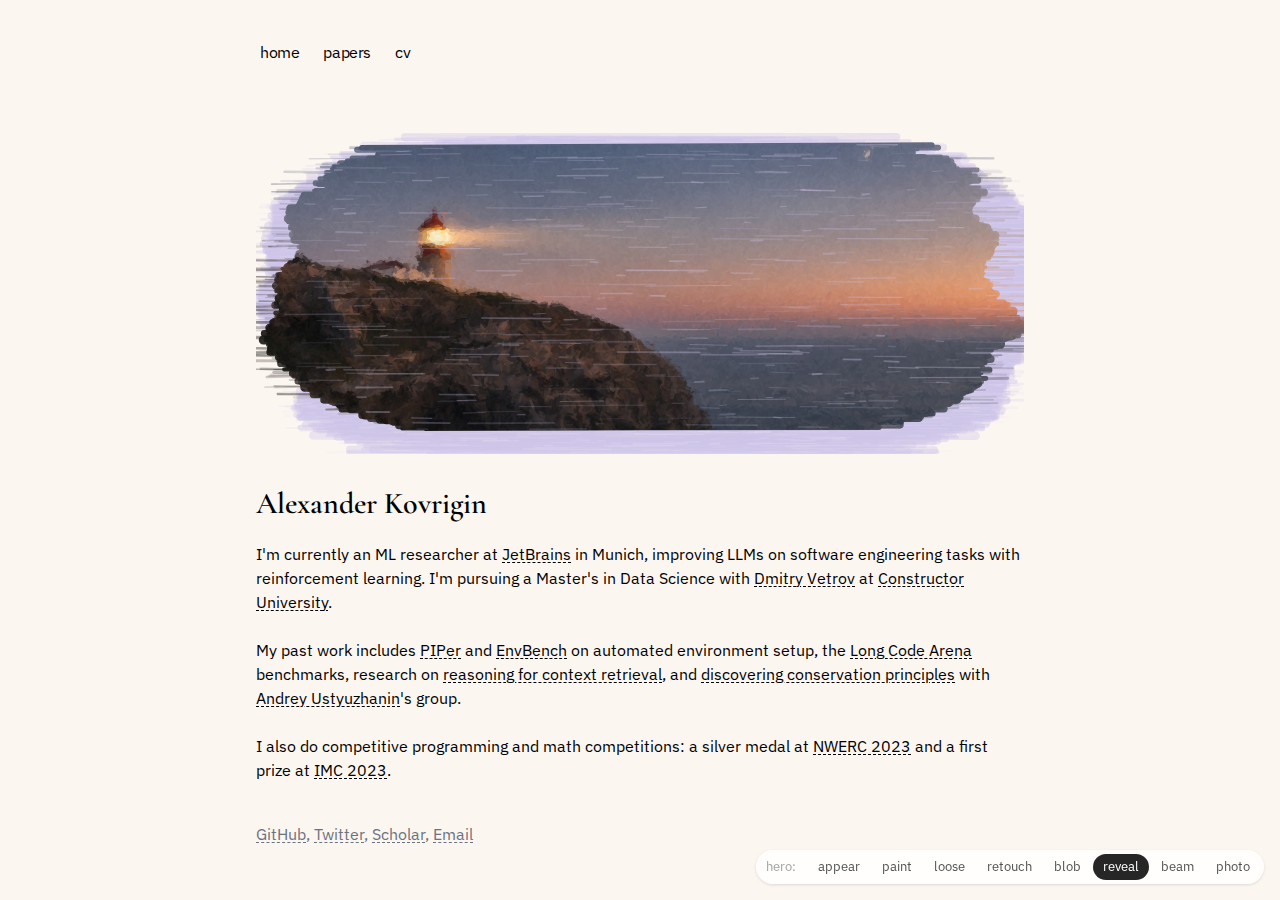 home papers cv
Alexander Kovrigin
I'm currently an ML researcher at JetBrains in Munich, improving LLMs on software engineering tasks with
reinforcement learning. I'm pursuing a Master's in Data Science with Dmitry Vetrov at Constructor
University.
My past work includes PIPer and EnvBench on automated environment setup, the Long Code Arena
benchmarks, research on reasoning for context retrieval, and discovering conservation principles with
Andrey Ustyuzhanin's group.
I also do competitive programming and math competitions: a silver medal at NWERC 2023 and a first
prize at IMC 2023.
GitHub, Twitter, Scholar, Email
hero: appear paint loose retouch blob reveal beam photo